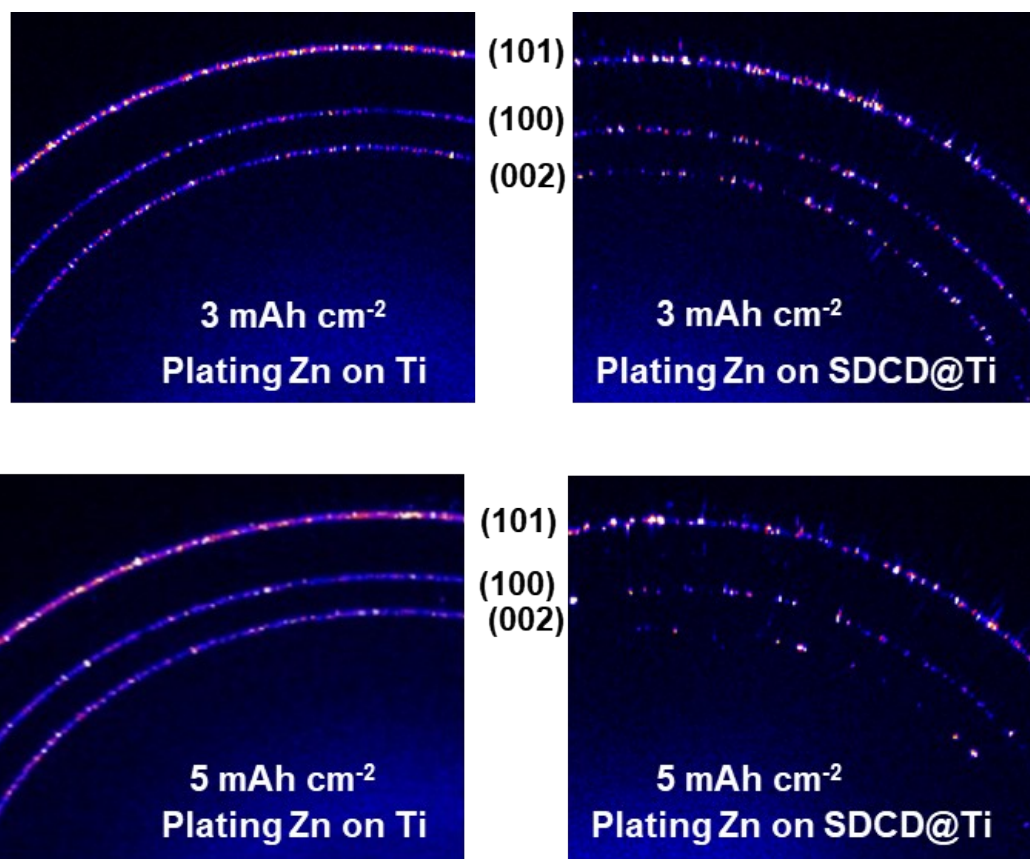 (101)
(100)
(002)
3 mAh cm⁻²
Plating Zn on Ti
3 mAh cm⁻²
Plating Zn on SDCD@Ti
(101)
(100)
(002)
5 mAh cm⁻²
Plating Zn on Ti
5 mAh cm⁻²
Plating Zn on SDCD@Ti